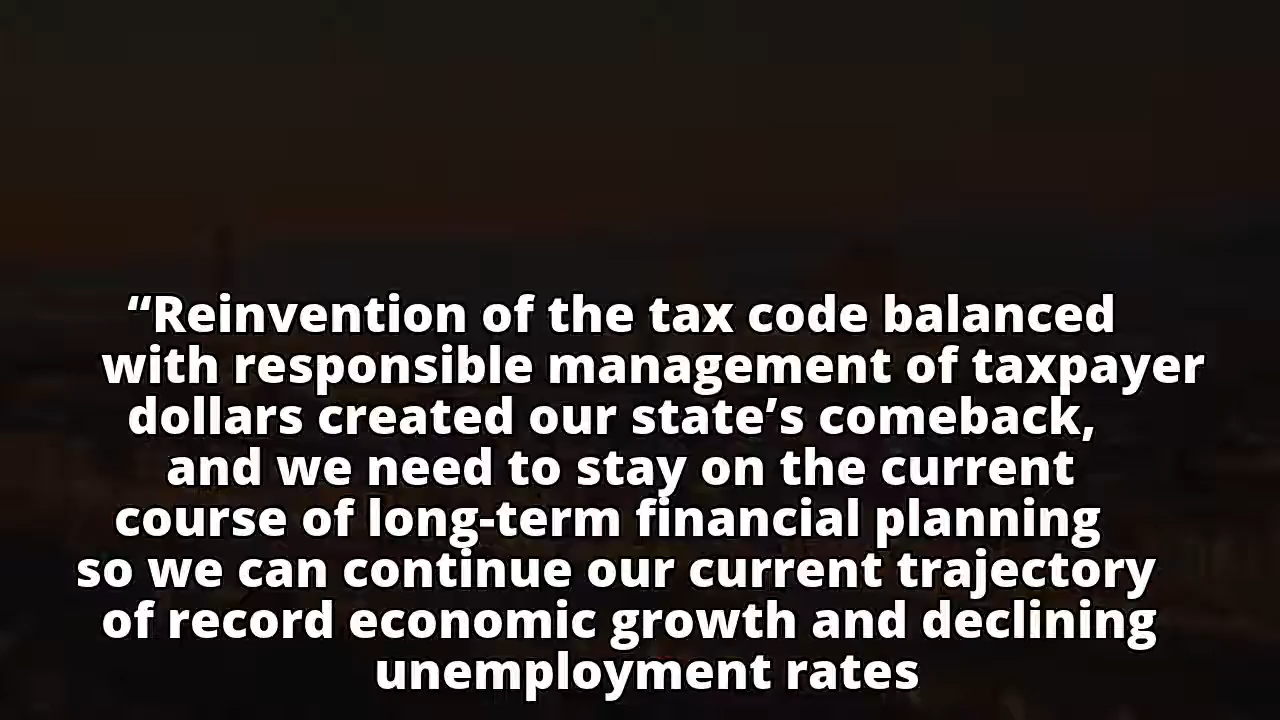 “Reinvention of the tax code balanced
with responsible management of taxpayer
dollars created our state’s comeback,
and we need to stay on the current
course of long-term financial planning
so we can continue our current trajectory
of record economic growth and declining
unemployment rates